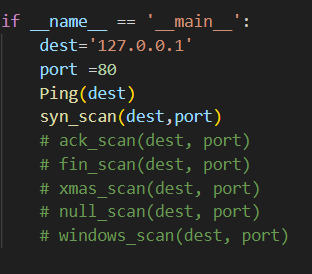 if __name__ == '__main__':
    dest='127.0.0.1'
    port =80
    Ping(dest)
    syn_scan(dest,port)
    # ack_scan(dest, port)
    # fin_scan(dest, port)
    # xmas_scan(dest, port)
    # null_scan(dest, port)
    # windows_scan(dest, port)